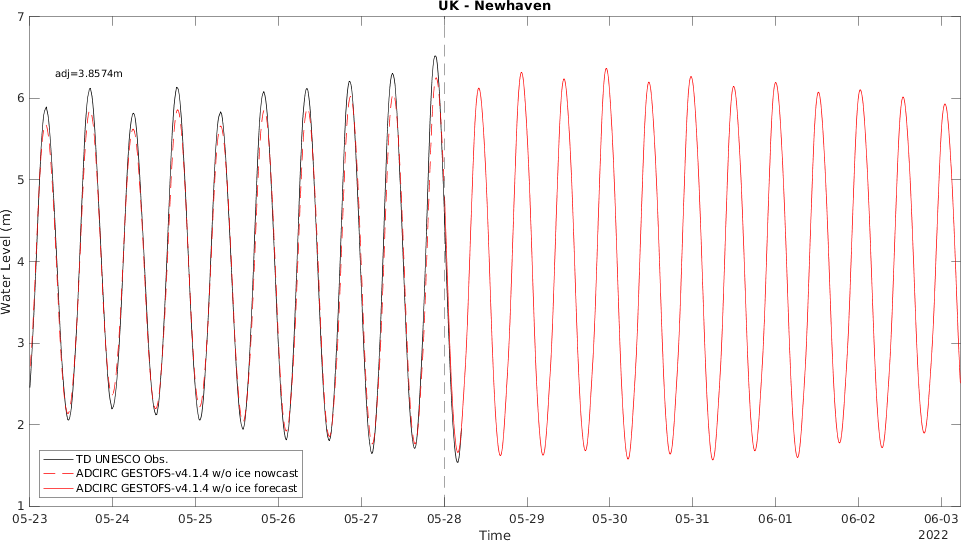 UK - Newhaven
7
adj=3.8574m
6
5
4
3
2
1
Water Level (m)
TD UNESCO Obs.
ADCIRC GESTOFS-v4.1.4 w/o ice nowcast
ADCIRC GESTOFS-v4.1.4 w/o ice forecast
05-23 05-24 05-25 05-26 05-27 05-28 05-29 05-30 05-31 06-01 06-02 06-03
Time
2022